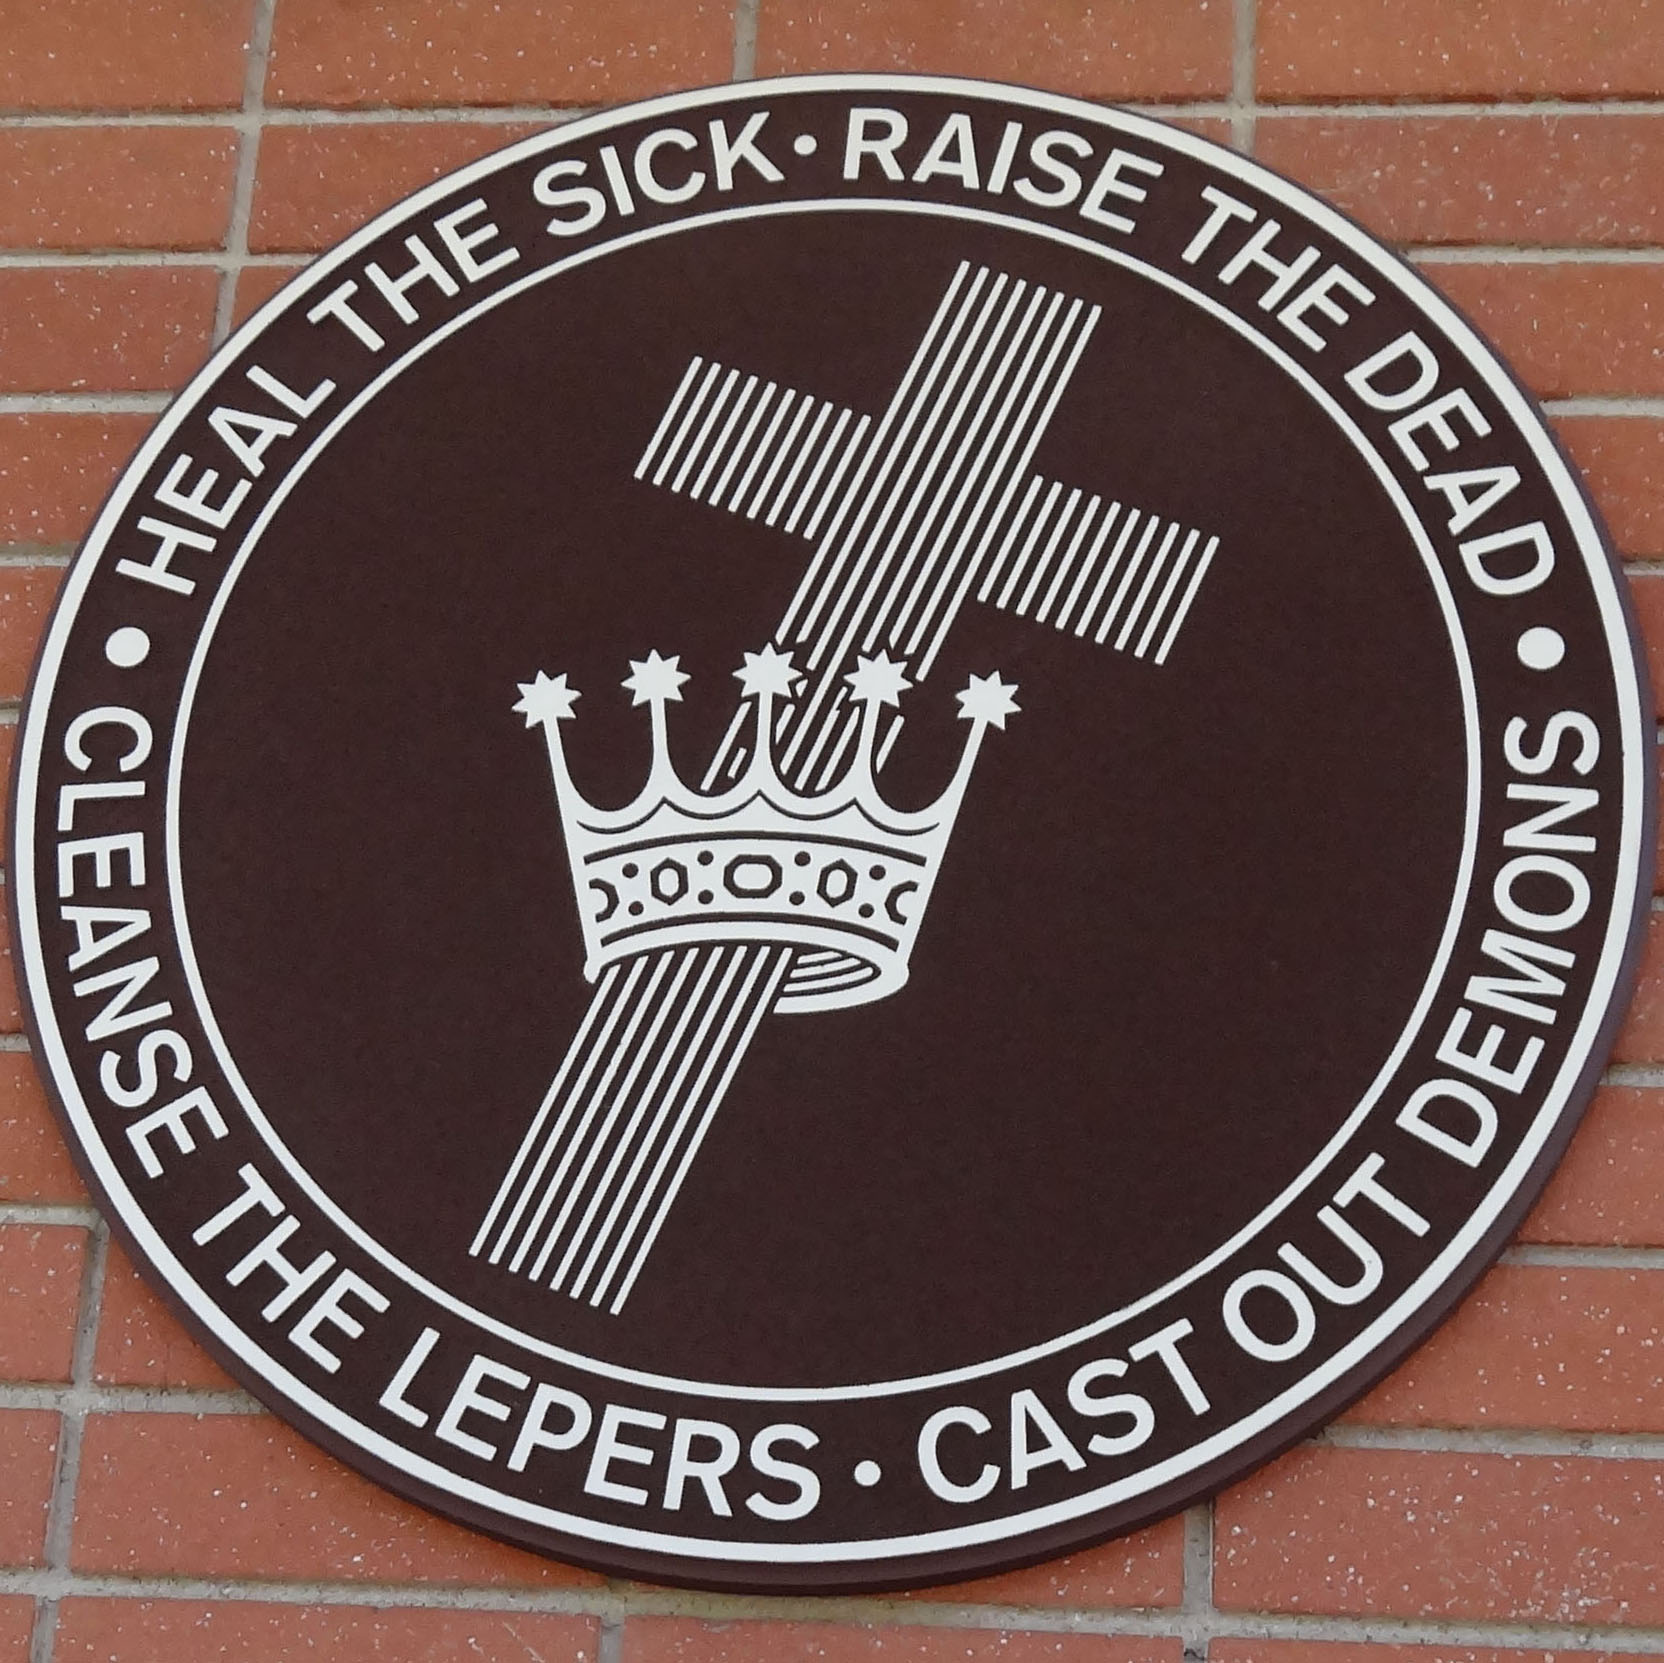 HEAL THE SICK · RAISE THE DEAD ·
CLEANSE THE LEPERS · CAST OUT DEMONS ·